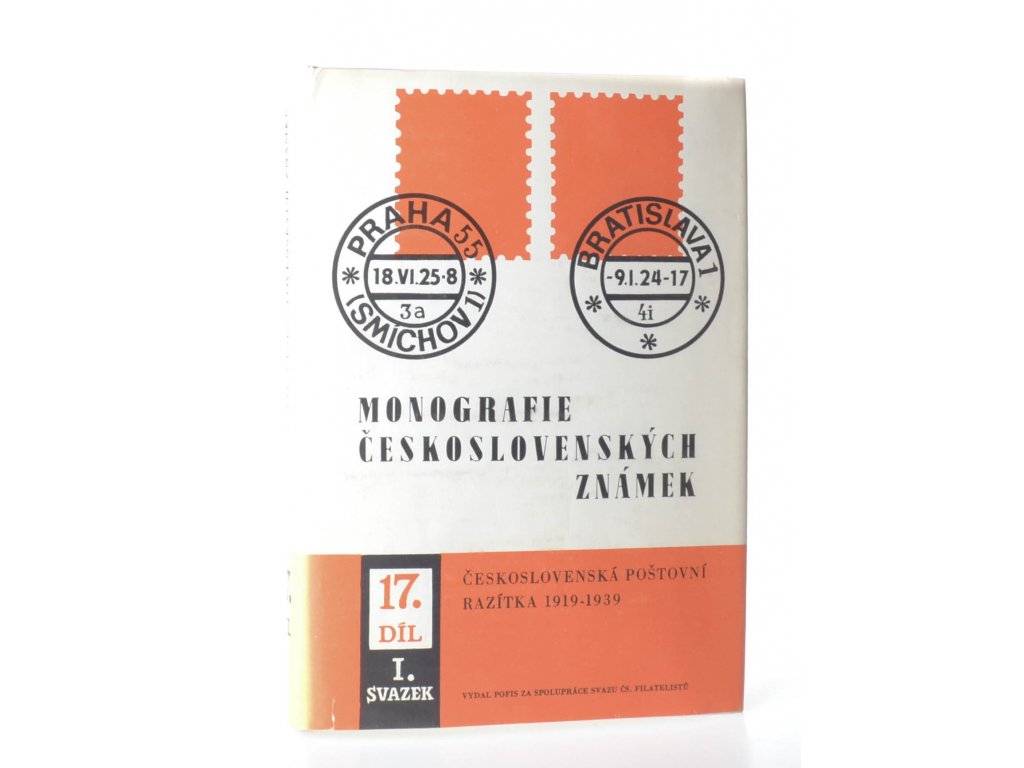 PRAHA 55
* 18.VI.25-8 *
3a
(SMÍCHOV 1)
BRATISLAVA 1
-9.I.24-17
* 4i *
*
MONOGRAFIE
ČESKOSLOVENSKÝCH
ZNÁMEK
17.
DÍL
I.
SVAZEK
ČESKOSLOVENSKÁ POŠTOVNÍ
RAZÍTKA 1919-1939
VYDAL POFIS ZA SPOLUPRÁCE SVAZU ČS. FILATELISTŮ